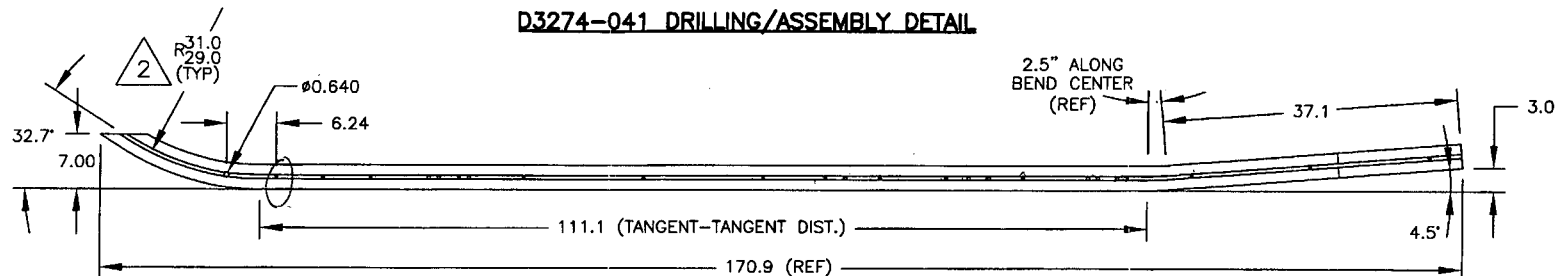 D3274-041 DRILLING/ASSEMBLY DETAIL
2
R31.0
29.0
(TYP)
Ø0.640
6.24
2.5" ALONG
BEND CENTER
(REF)
37.1
3.0
32.7°
7.00
111.1 (TANGENT-TANGENT DIST.)
4.5°
170.9 (REF)